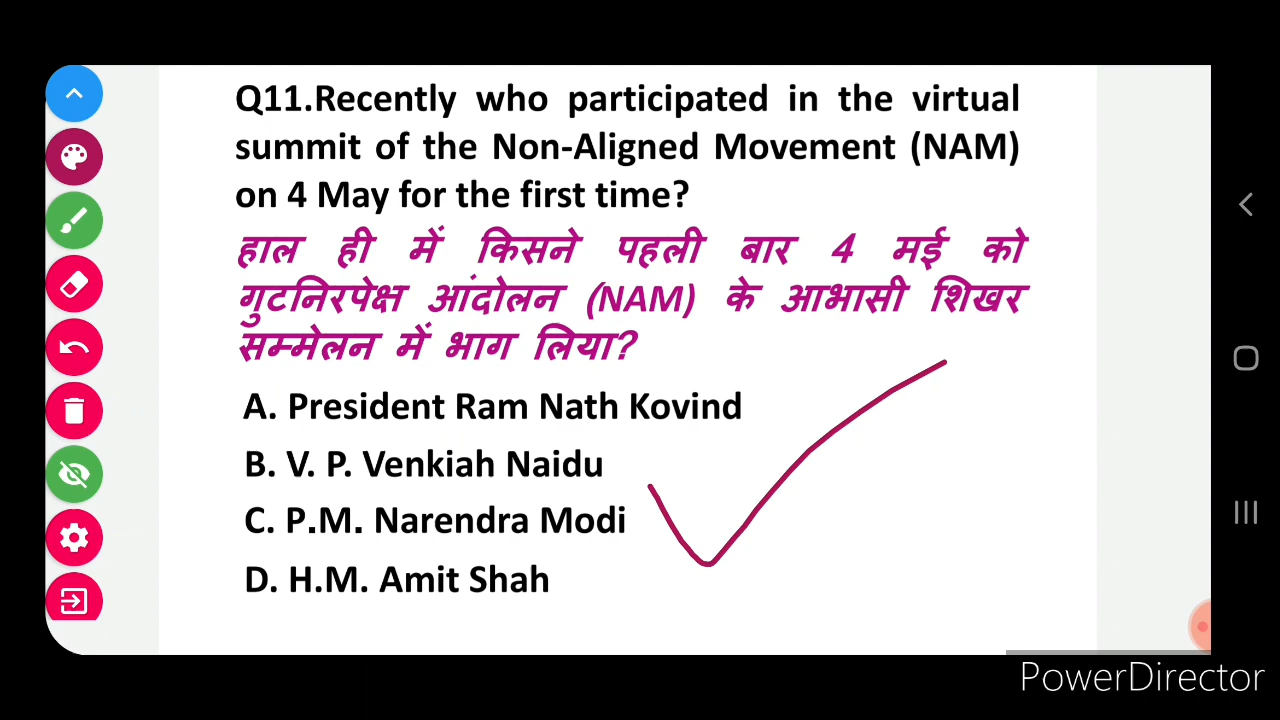 Q11.Recently who participated in the virtual
summit of the Non-Aligned Movement (NAM)
on 4 May for the first time?
हाल ही में किसने पहली बार 4 मई को
गुटनिरपेक्ष आंदोलन (NAM) के आभासी शिखर
सम्मेलन में भाग लिया?
A. President Ram Nath Kovind
B. V. P. Venkiah Naidu
C. P.M. Narendra Modi
D. H.M. Amit Shah
PowerDirector